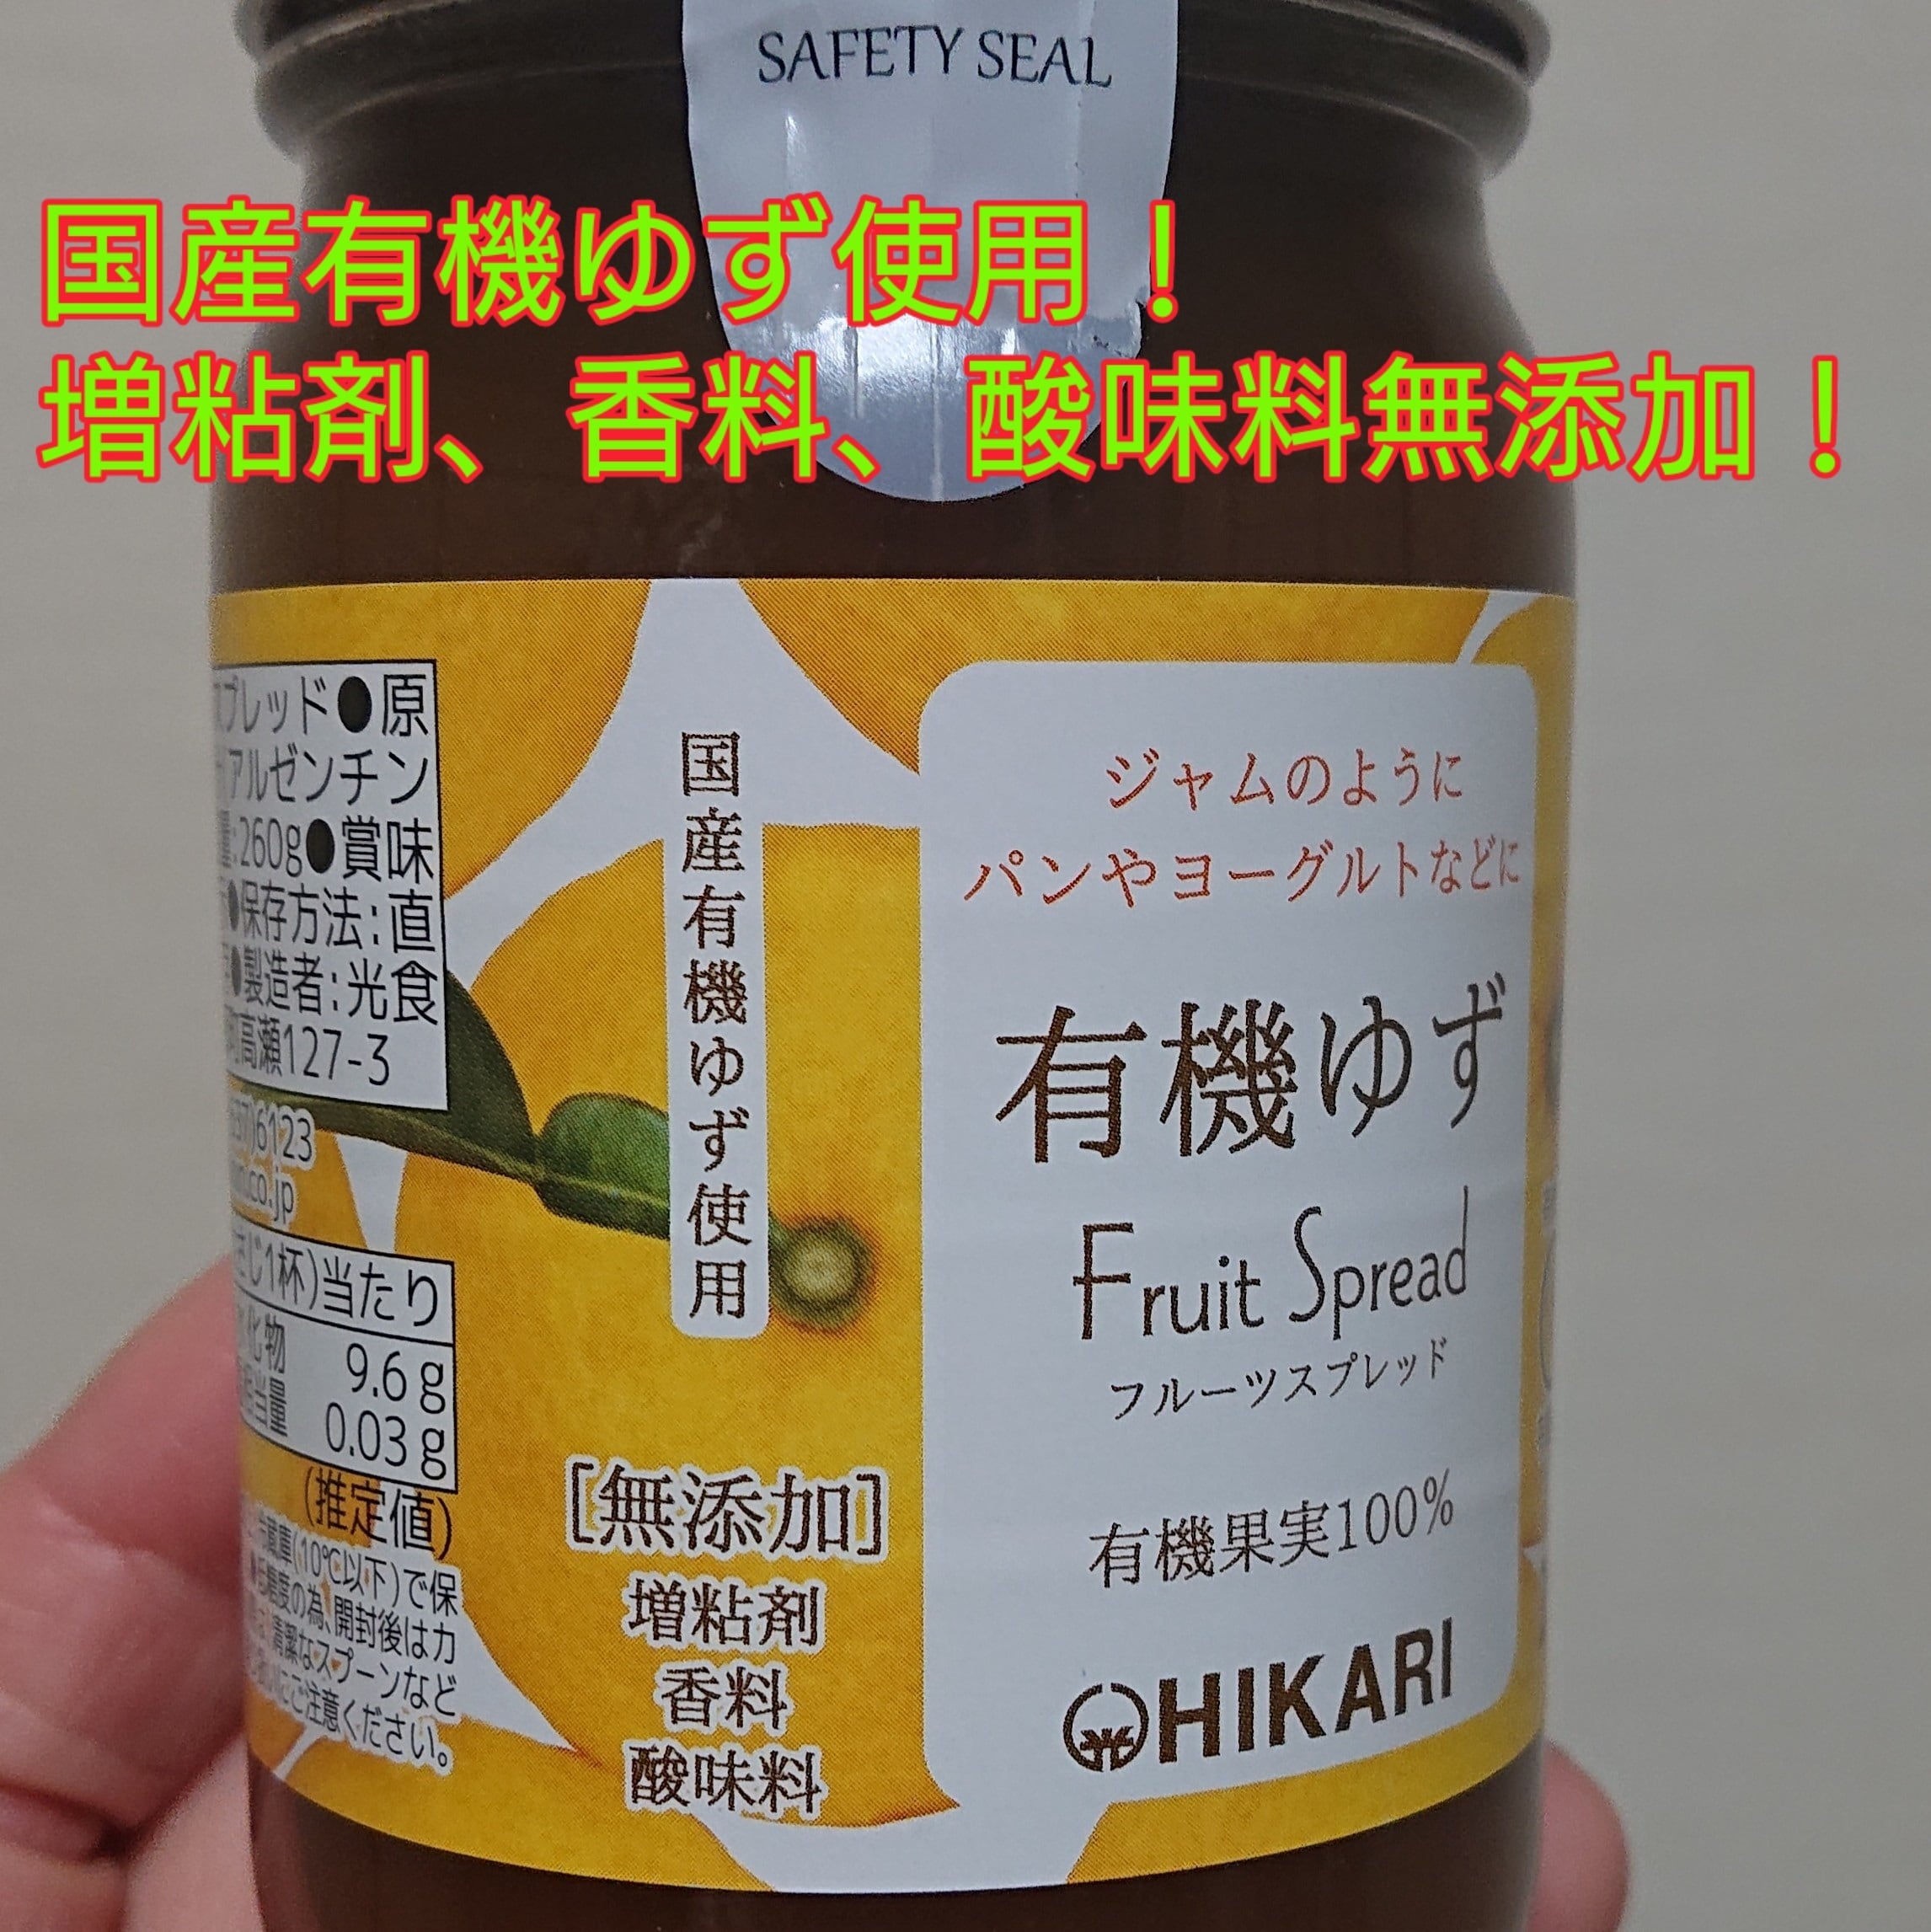 SAFETY SEAL
国産有機ゆず使用！
増粘剤、香料、酸味料無添加！
プレッド●原
アルゼンチン
:260g●賞味
●保存方法:直
●製造者:光食
高瀬127-3
6123
.co.jp
1杯)当たり
化物 9.6g
当量 0.03g
(推定値)
蔵庫(10℃以下)で保
糖度の為、開封後はカ
清潔なスプーンなど
にご注意ください。
国産有機ゆず使用
[無添加]
増粘剤
香料
酸味料
ジャムのように
パンやヨーグルトなどに
有機ゆず
Fruit Spread
フルーツスプレッド
有機果実100%
HIKARI